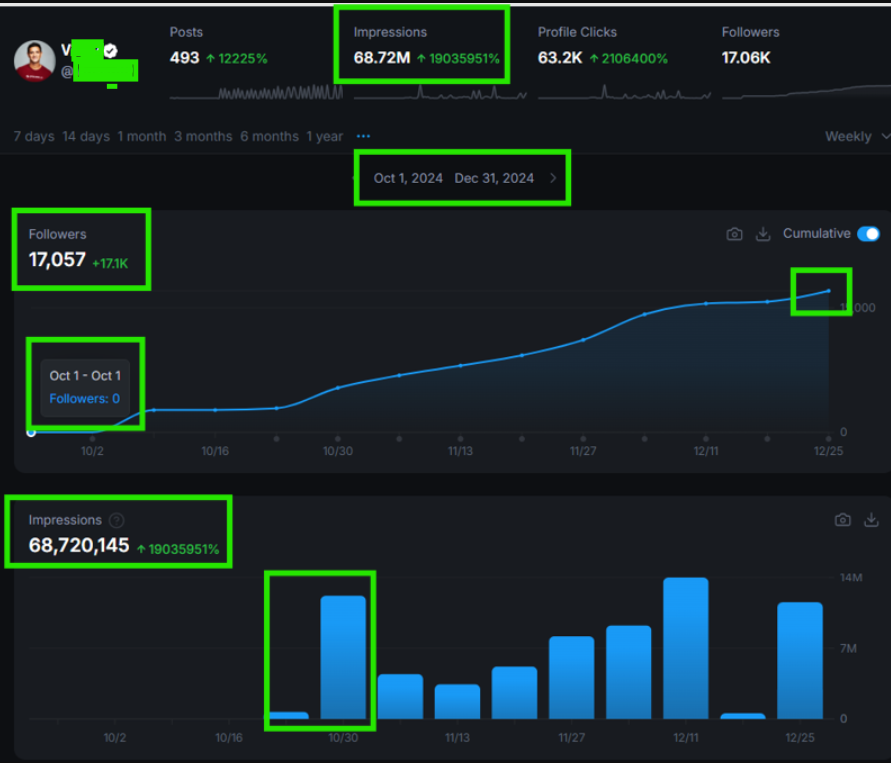 Posts
493 ↑ 12225%
Impressions
68.72M ↑ 19035951%
Profile Clicks
63.2K ↑ 2106400%
Followers
17.06K
V
@
7 days 14 days 1 month 3 months 6 months 1 year ...
Weekly
Oct 1, 2024 Dec 31, 2024 >
Followers
17,057 +17.1K
Cumulative
Oct 1 - Oct 1
Followers: 0
,000
0
10/2 10/16 10/30 11/13 11/27 12/11 12/25
Impressions ?
68,720,145 ↑ 19035951%
14M
7M
0
10/2 10/16 10/30 11/13 11/27 12/11 12/25